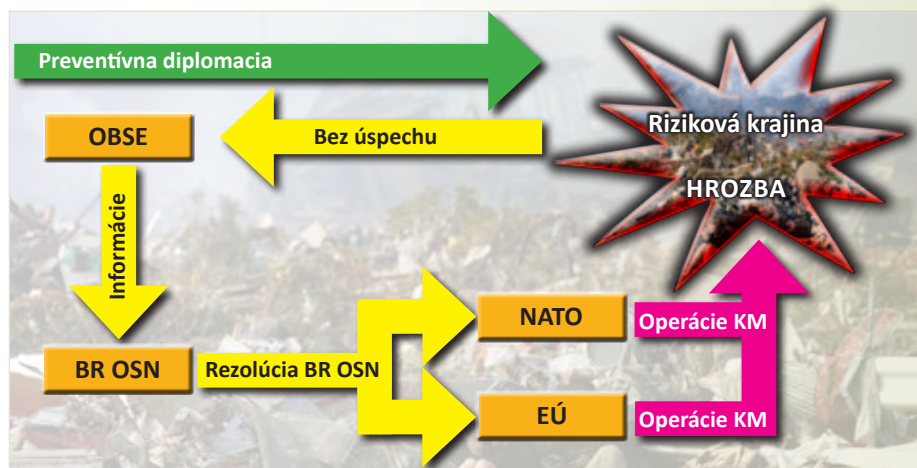 Preventívna diplomacia
Riziková krajina
HROZBA
OBSE
Bez úspechu
Informácie
NATO
Operácie KM
BR OSN
Rezolúcia BR OSN
EÚ
Operácie KM